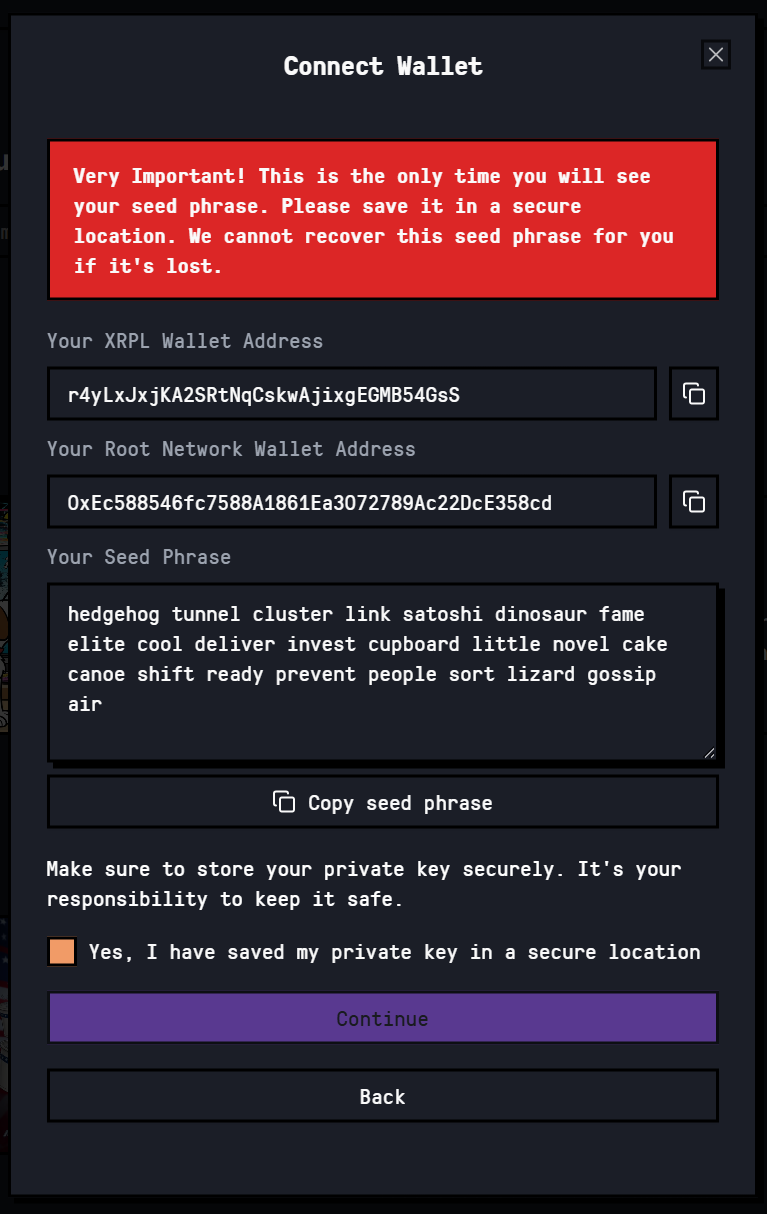 Connect Wallet
Very Important! This is the only time you will see
your seed phrase. Please save it in a secure
location. We cannot recover this seed phrase for you
if it's lost.
Your XRPL Wallet Address
r4yLxJxjKA2SRtNqCskwAjixgEGMB54GsS
Your Root Network Wallet Address
0xEc588546fc7588A1861Ea3072789Ac22DcE358cd
Your Seed Phrase
hedgehog tunnel cluster link satoshi dinosaur fame
elite cool deliver invest cupboard little novel cake
canoe shift ready prevent people sort lizard gossip
air
Copy seed phrase
Make sure to store your private key securely. It's your
responsibility to keep it safe.
Yes, I have saved my private key in a secure location
Continue
Back